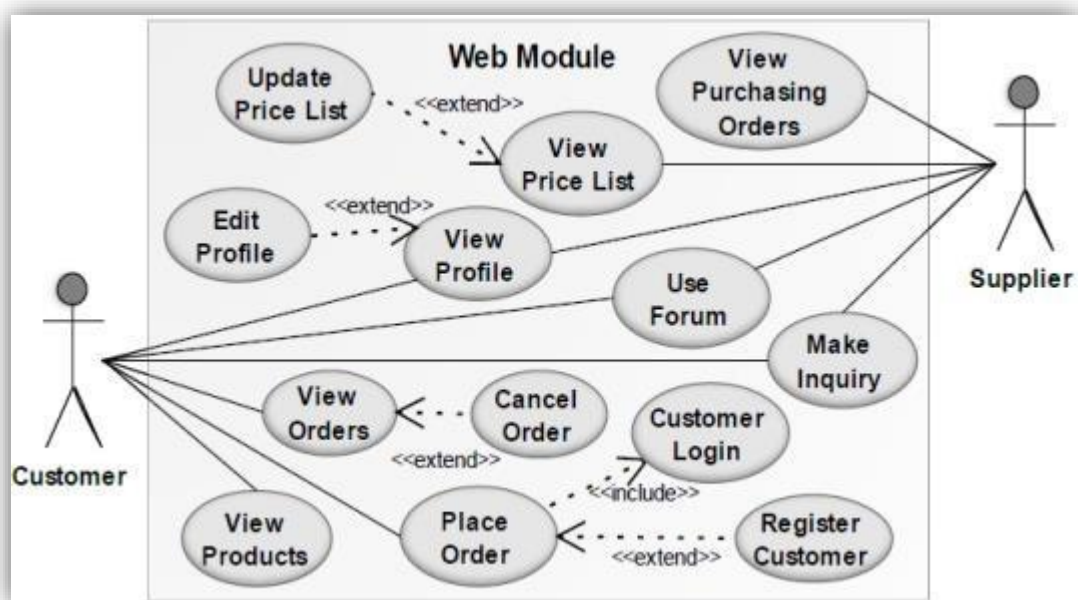 Web Module
Update
Price List
<<extend>>
View
Price List
View
Purchasing
Orders
Edit
Profile
<<extend>>
View
Profile
Use
Forum
Make
Inquiry
Supplier
Customer
View
Orders
<<extend>>
Cancel
Order
Customer
Login
<<include>>
View
Products
Place
Order
<<extend>>
Register
Customer